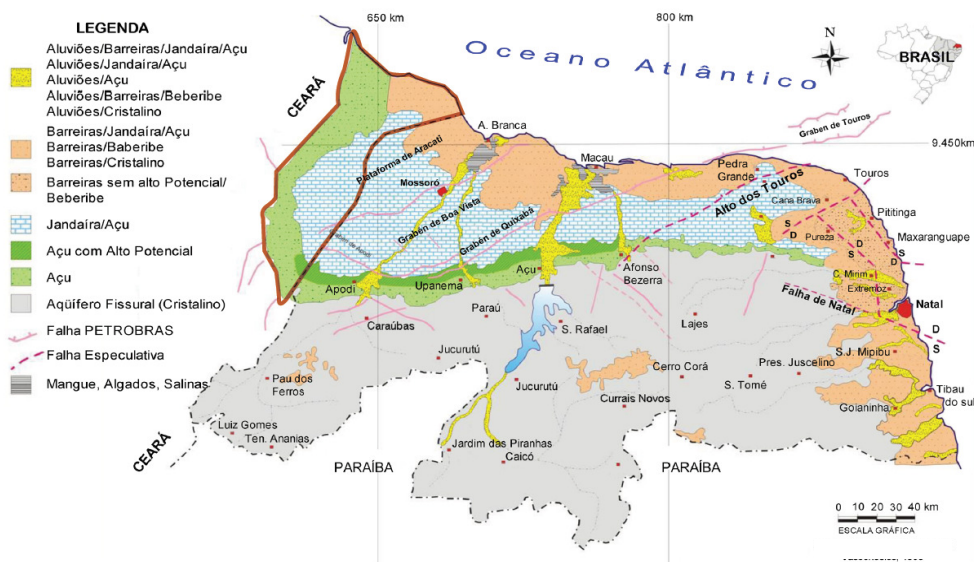 650 km
800 km
LEGENDA
Aluviões/Barreiras/Jandaíra/Açu
Aluviões/Jandaíra/Açu
Aluviões/Açu
Aluviões/Barreiras/Beberibe
Aluviões/Cristalino
Barreiras/Jandaíra/Açu
Barreiras/Baberibe
Barreiras/Cristalino
Barreiras sem alto Potencial/
Beberibe
Jandaíra/Açu
Açu com Alto Potencial
Açu
Aqüífero Fissural (Cristalino)
Falha PETROBRAS
Falha Especulativa
Mangue, Algados, Salinas
Oceano Atlântico
N
BRASIL
CEARÁ
9.450 km
Graben de Touros
A. Branca
Plataforma de Aracati
Macau
Mossoró
Pedra
Grande
Alto dos Touros
Touros
Cana Brava
Graben de Boa Vista
Graben de Quixabá
Pititinga
Pureza
S
D
S
D
S
D
Maxaranguape
Apodi
Upanema
Açu
Afonso
Bezerra
C. Mirim
Extremoz
Falha de Natal
Natal
D
S
Caraúbas
Paraú
S. Rafael
Lajes
Jucurutú
S.J. Mipibu
Pau dos
Ferros
Jucurutú
Cerro Corá
Pres. Juscelino
S. Tomé
Currais Novos
Tibau
do sul
Goianinha
Luiz Gomes
Ten. Ananias
Jardim das Piranhas
Caicó
CEARÁ
PARAÍBA
PARAÍBA
0 10 20 30 40 km
ESCALA GRÁFICA